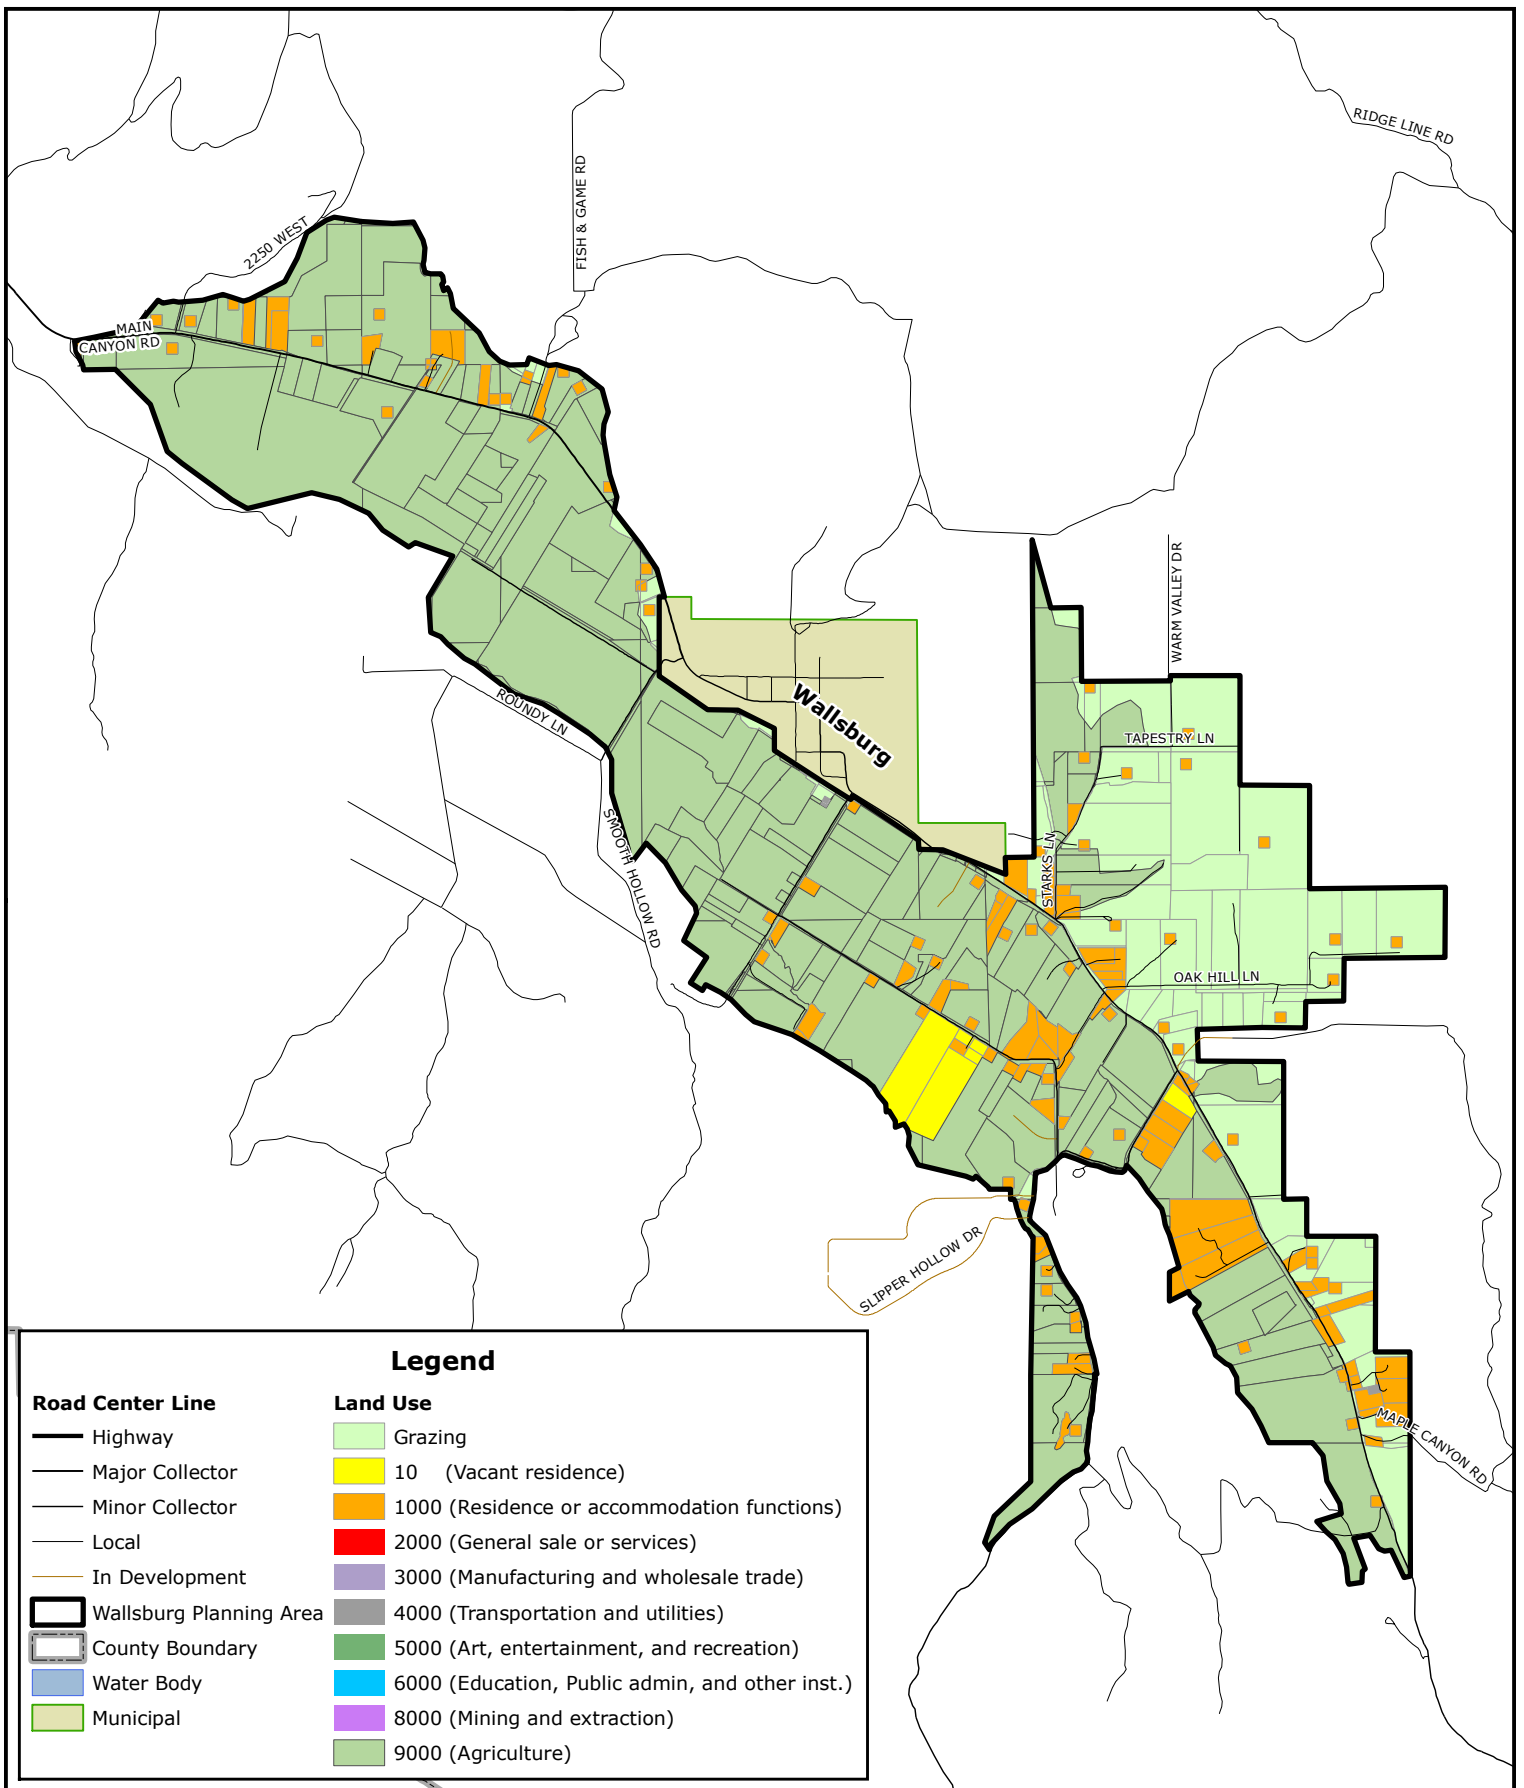 RIDGE LINE RD
FISH & GAME RD
2250 WEST
MAIN
CANYON RD
WARM VALLEY DR
ROUNDY LN
Wallsburg
TAPESTRY LN
SMOOTH HOLLOW RD
STARKS LN
OAK HILL LN
SLIPPER HOLLOW DR
MAPLE CANYON RD
Legend
Road Center Line
Highway
Major Collector
Minor Collector
Local
In Development
Wallsburg Planning Area
County Boundary
Water Body
Municipal
Land Use
Grazing
10 (Vacant residence)
1000 (Residence or accommodation functions)
2000 (General sale or services)
3000 (Manufacturing and wholesale trade)
4000 (Transportation and utilities)
5000 (Art, entertainment, and recreation)
6000 (Education, Public admin, and other inst.)
8000 (Mining and extraction)
9000 (Agriculture)